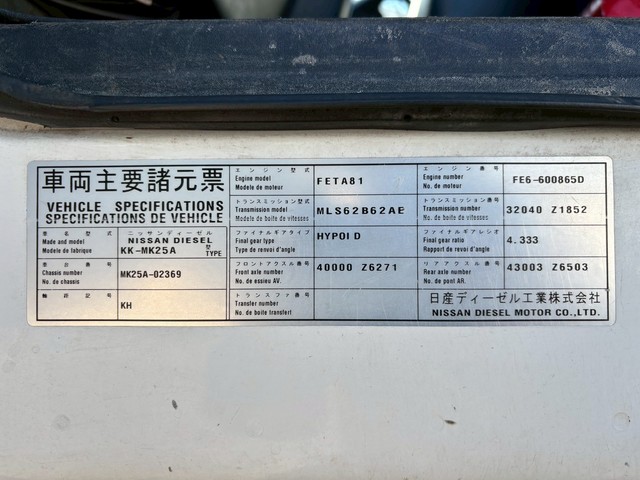 車両主要諸元票
VEHICLE SPECIFICATIONS
SPECIFICATIONS DE VEHICLE
車名 型式
Made and model
Modele de fabrique
ニッサンディーゼル
NISSAN DIESEL
KK-MK25A 型 TYPE
車台番号
Chassis number
No. de chassis
MK25A-02369
軸距記号
KH
エンジン型式
Engine model
Modele de moteur
FETA81
エンジン番号
Engine number
No. de moteur
FE6-600865D
トランスミッション型式
Transmission model
Modele de boite de vitesses
MLS62B62AE
トランスミッション番号
Transmission number
No. de boite de vitesses
32040 Z1852
ファイナルギアタイプ
Final gear type
Type de renvoi d'angle
HYPOID
ファイナルギアレシオ
Final gear ratio
Rapport de renvoi d'angle
4.333
フロントアクスル番号
Front axle number
No. de essieu AV.
40000 Z6271
リアアクスル番号
Rear axle number
No. de pont AR.
43003 Z6503
トランスファ番号
Transfer number
No. de boite transfert
日産ディーゼル工業株式会社
NISSAN DIESEL MOTOR CO.,LTD.